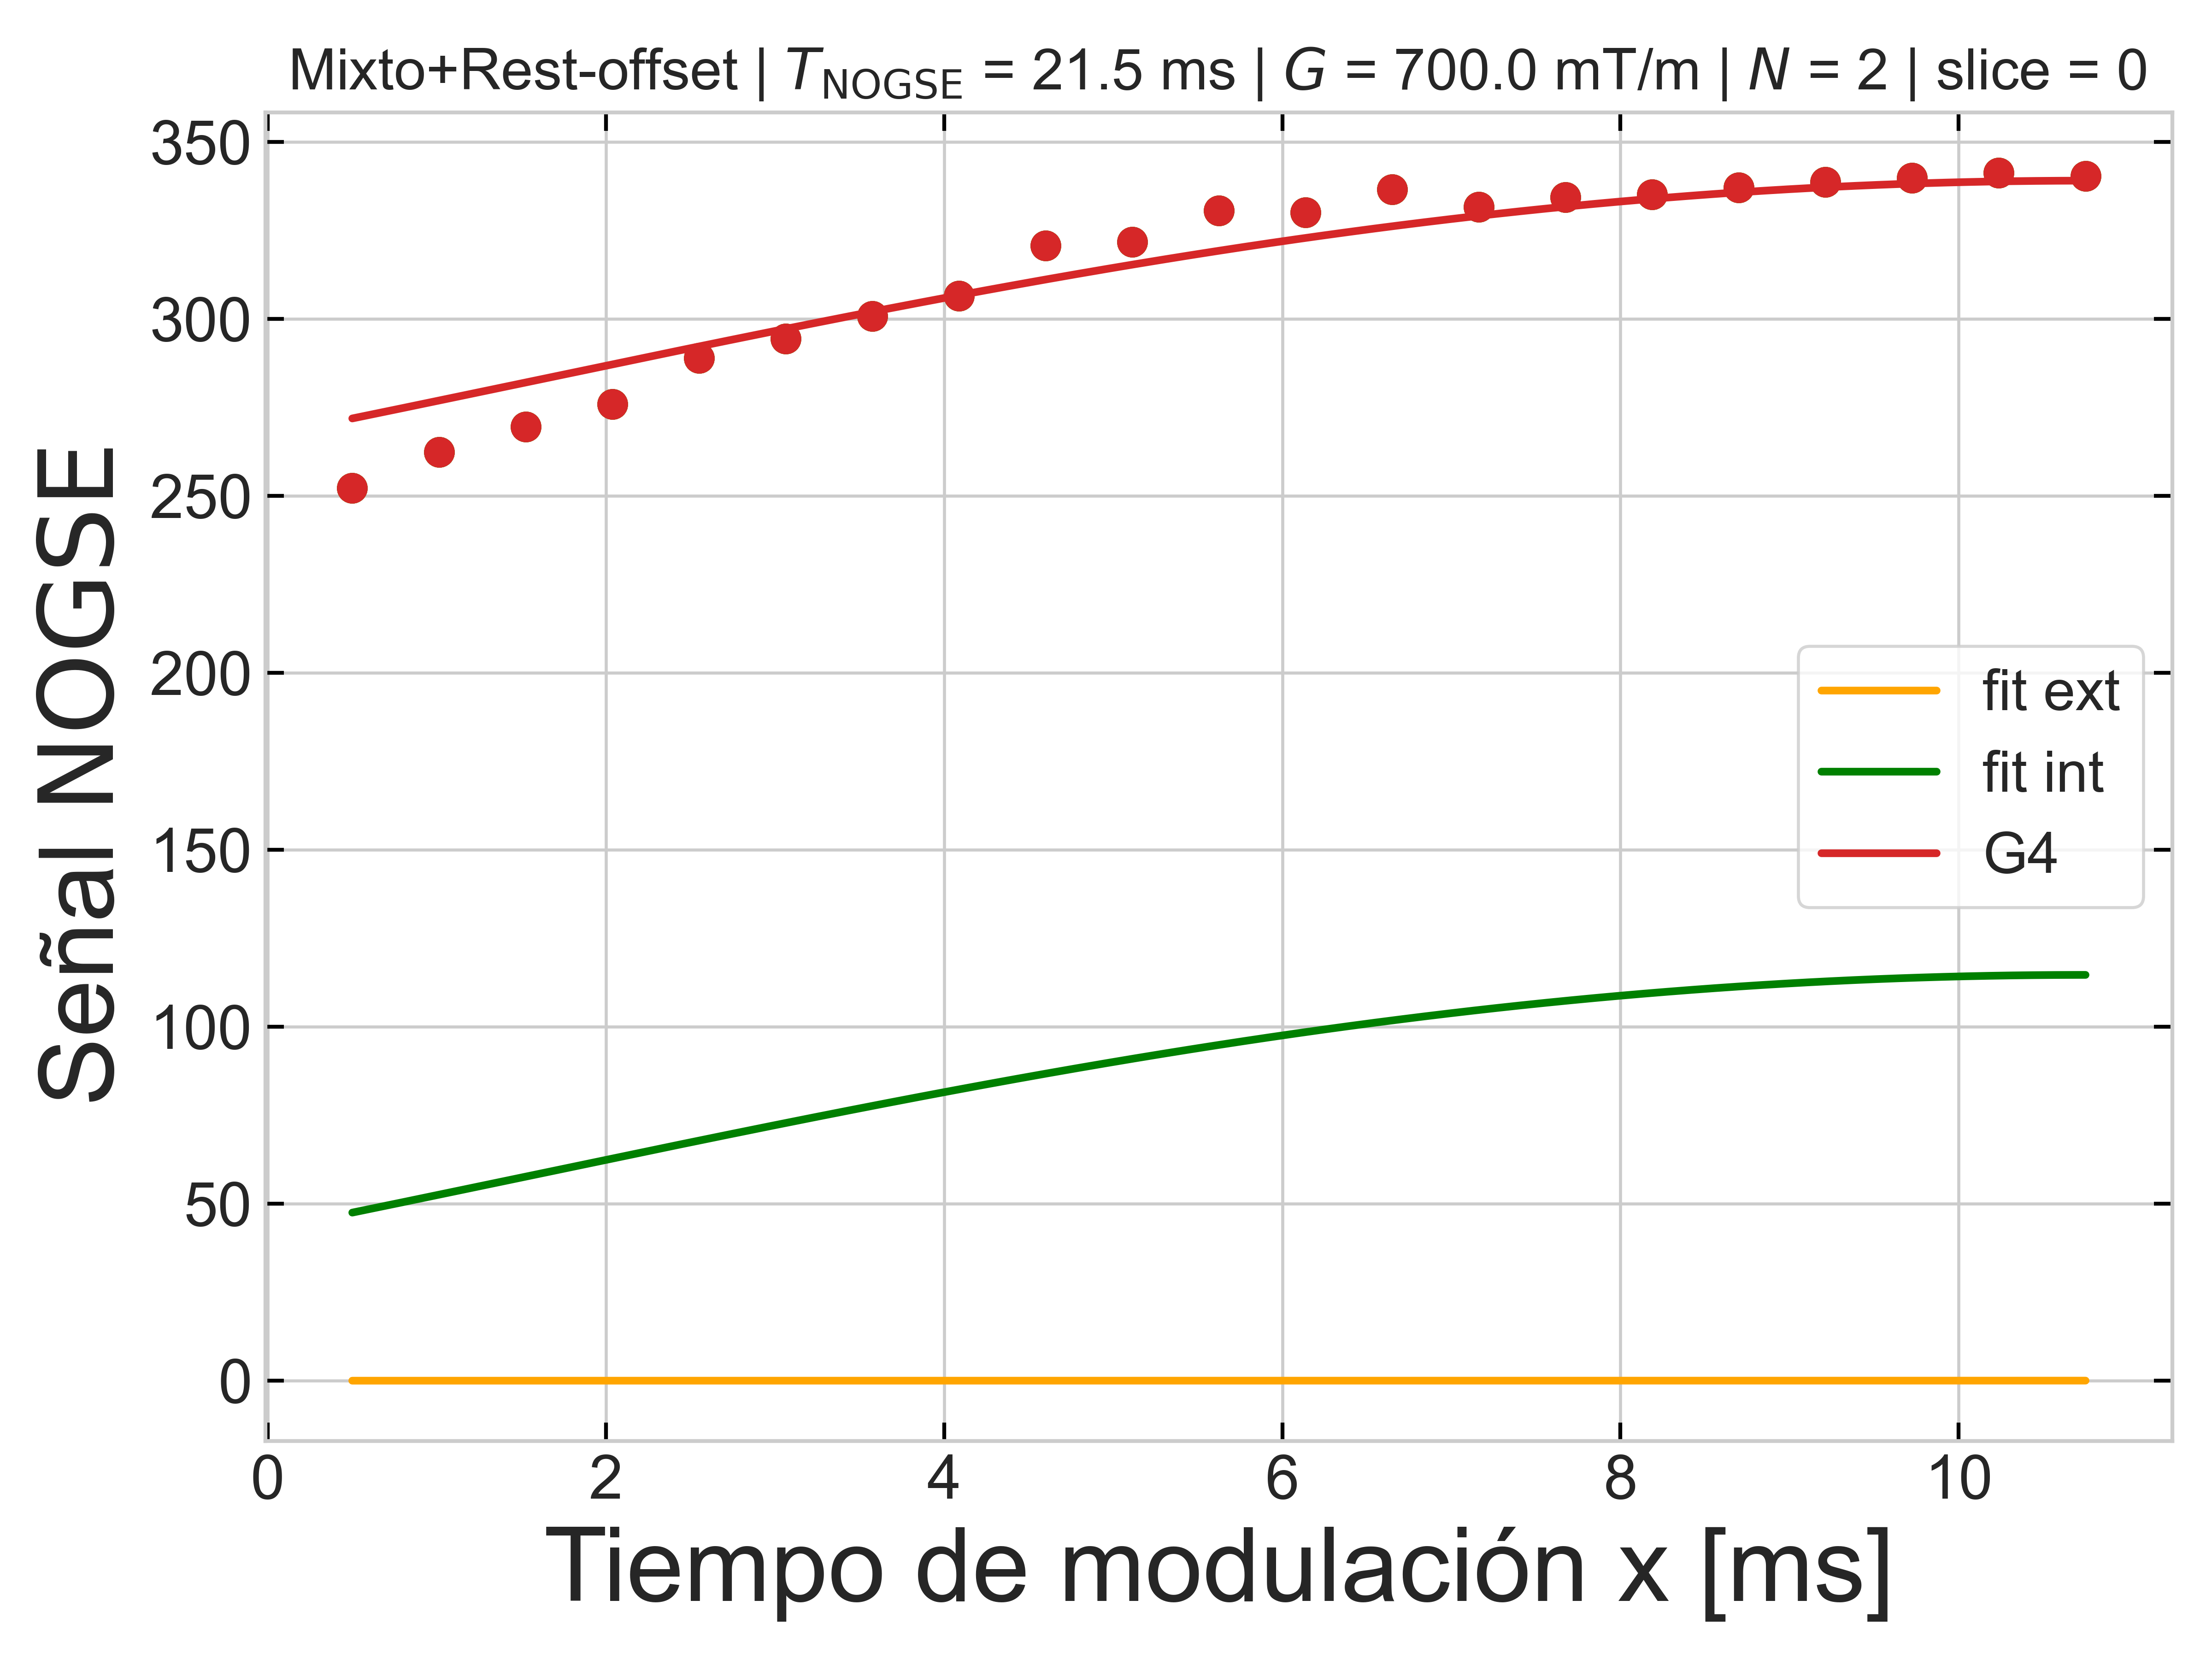 Mixto+Rest-offset | T_NOGSE = 21.5 ms | G = 700.0 mT/m | N = 2 | slice = 0
350
300
250
200
150
100
50
0
Señal NOGSE
fit ext
fit int
G4
0 2 4 6 8 10
Tiempo de modulación x [ms]